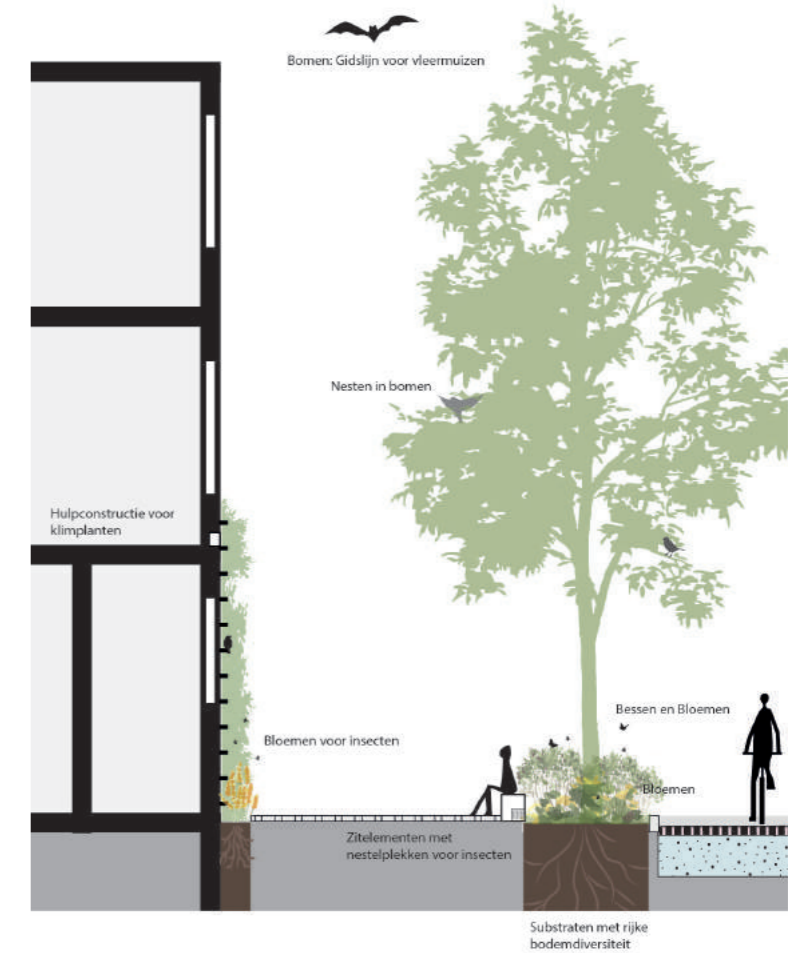 Bomen: Gidslijn voor vleermuizen
Nesten in bomen
Hulpconstructie voor
klimplanten
Bessen en Bloemen
Bloemen voor insecten
Bloemen
Zitelementen met
nestelplekken voor insecten
Substraten met rijke
bodemdiversiteit